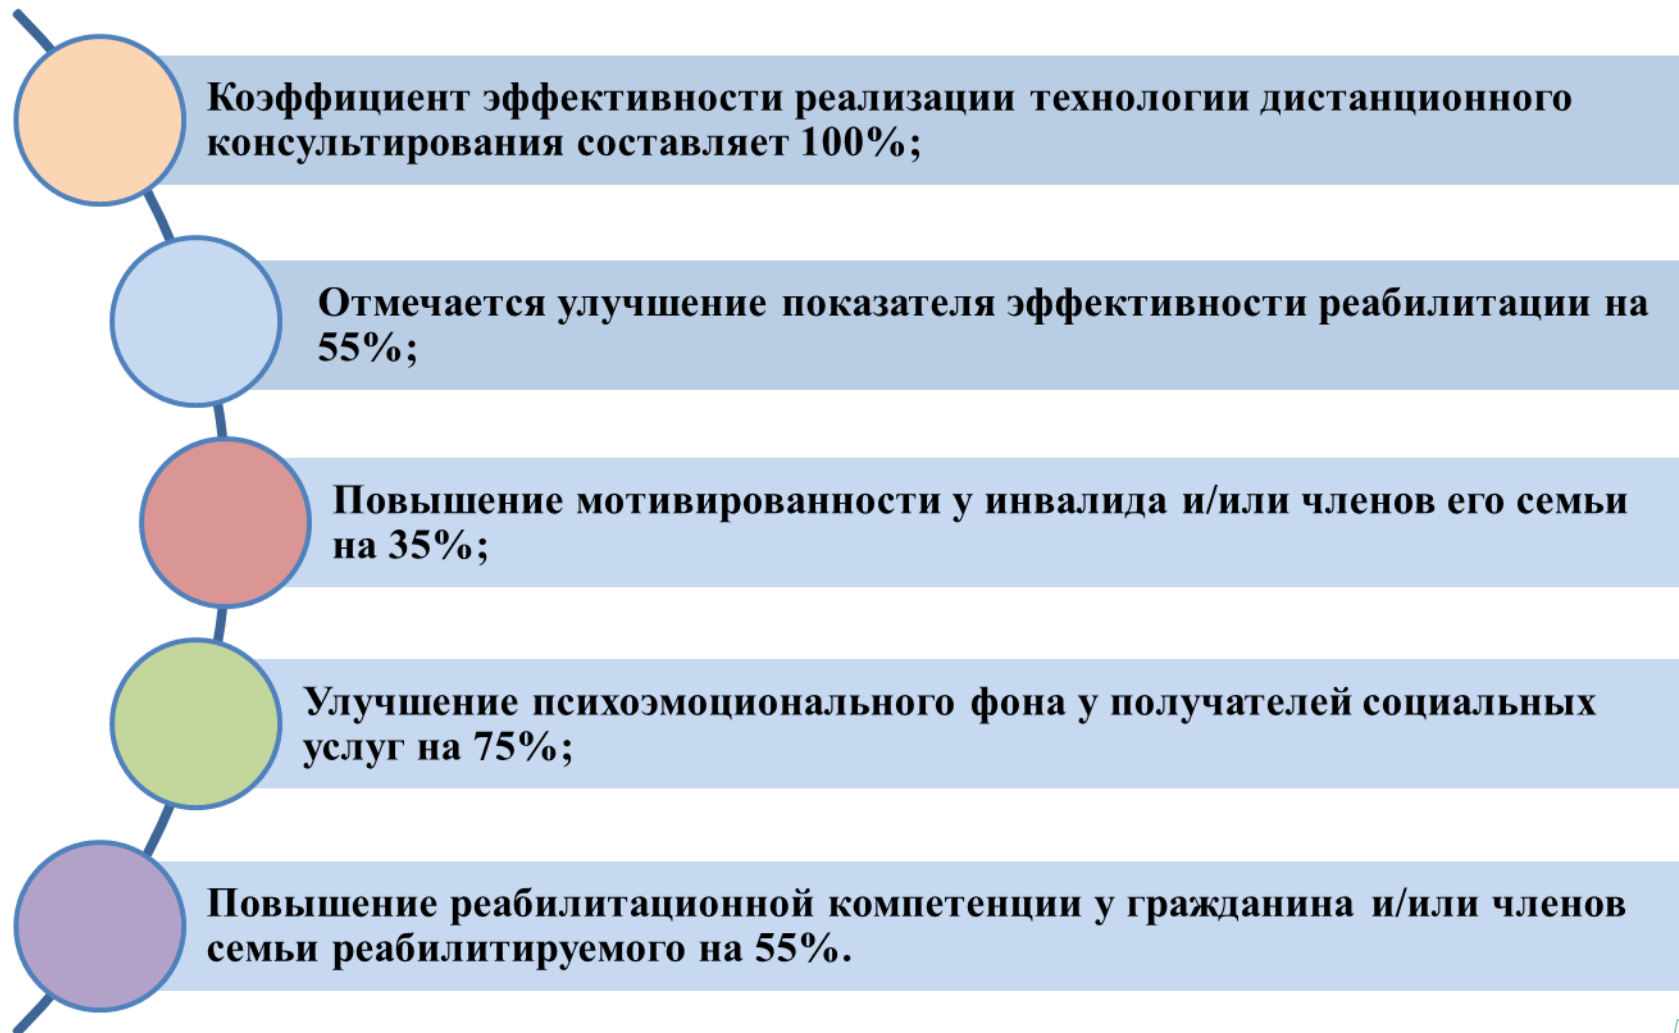 Коэффициент эффективности реализации технологии дистанционного
консультирования составляет 100%;
Отмечается улучшение показателя эффективности реабилитации на
55%;
Повышение мотивированности у инвалида и/или членов его семьи
на 35%;
Улучшение психоэмоционального фона у получателей социальных
услуг на 75%;
Повышение реабилитационной компетенции у гражданина и/или членов
семьи реабилитируемого на 55%.